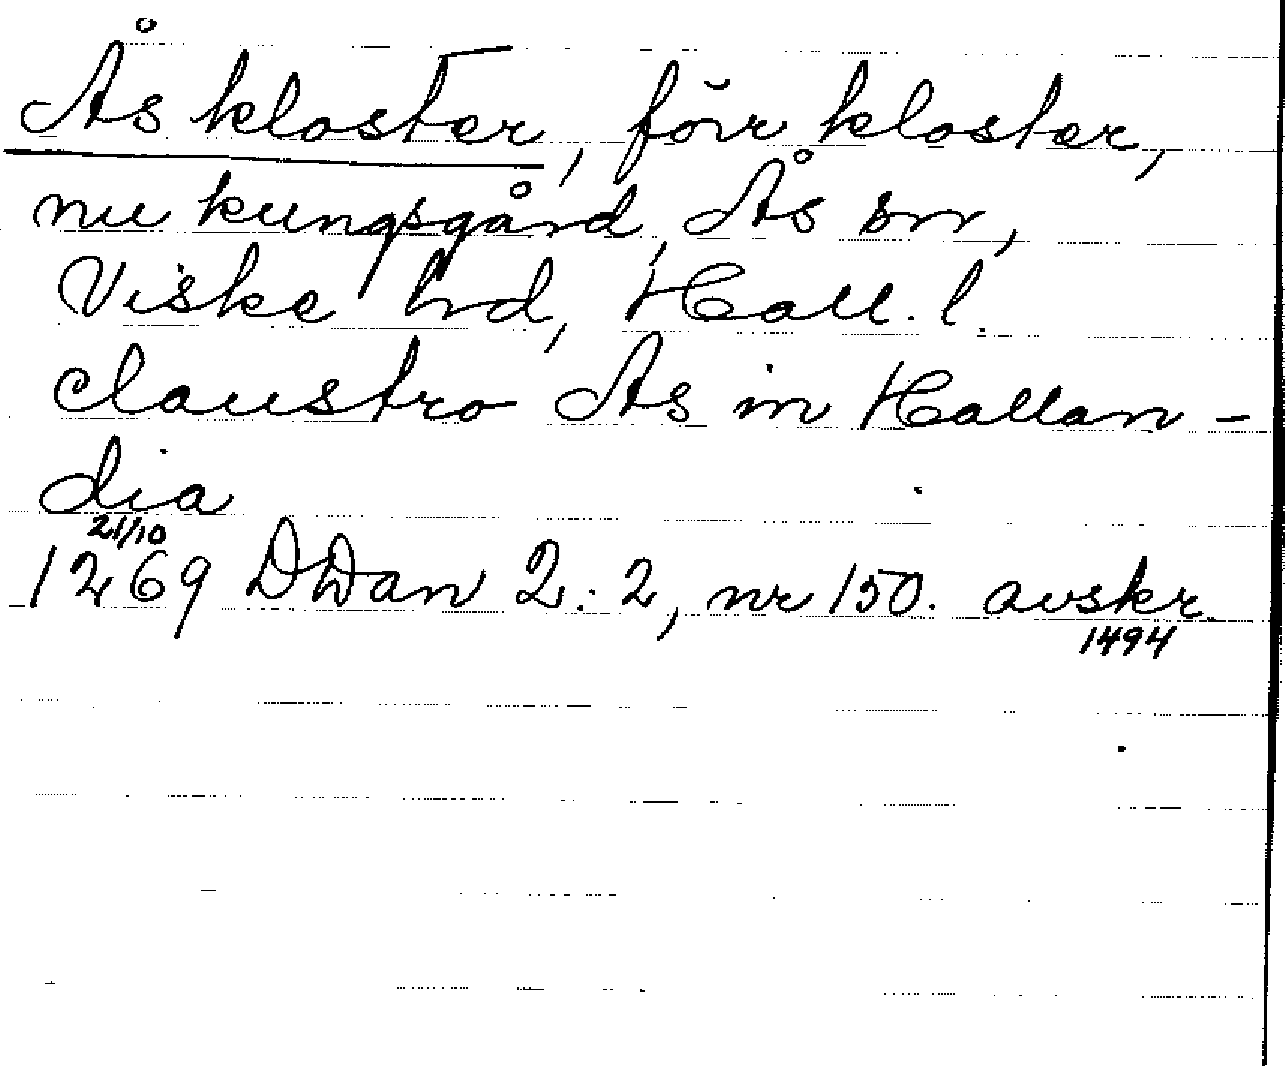 Ås kloster, förr kloster,
nu kungsgård, Ås sn,
Viske hd, Hall. l.
claustro As in Hallan-
dia
21/10
1269 DDan 2:2, nr 150. avskr.
1494